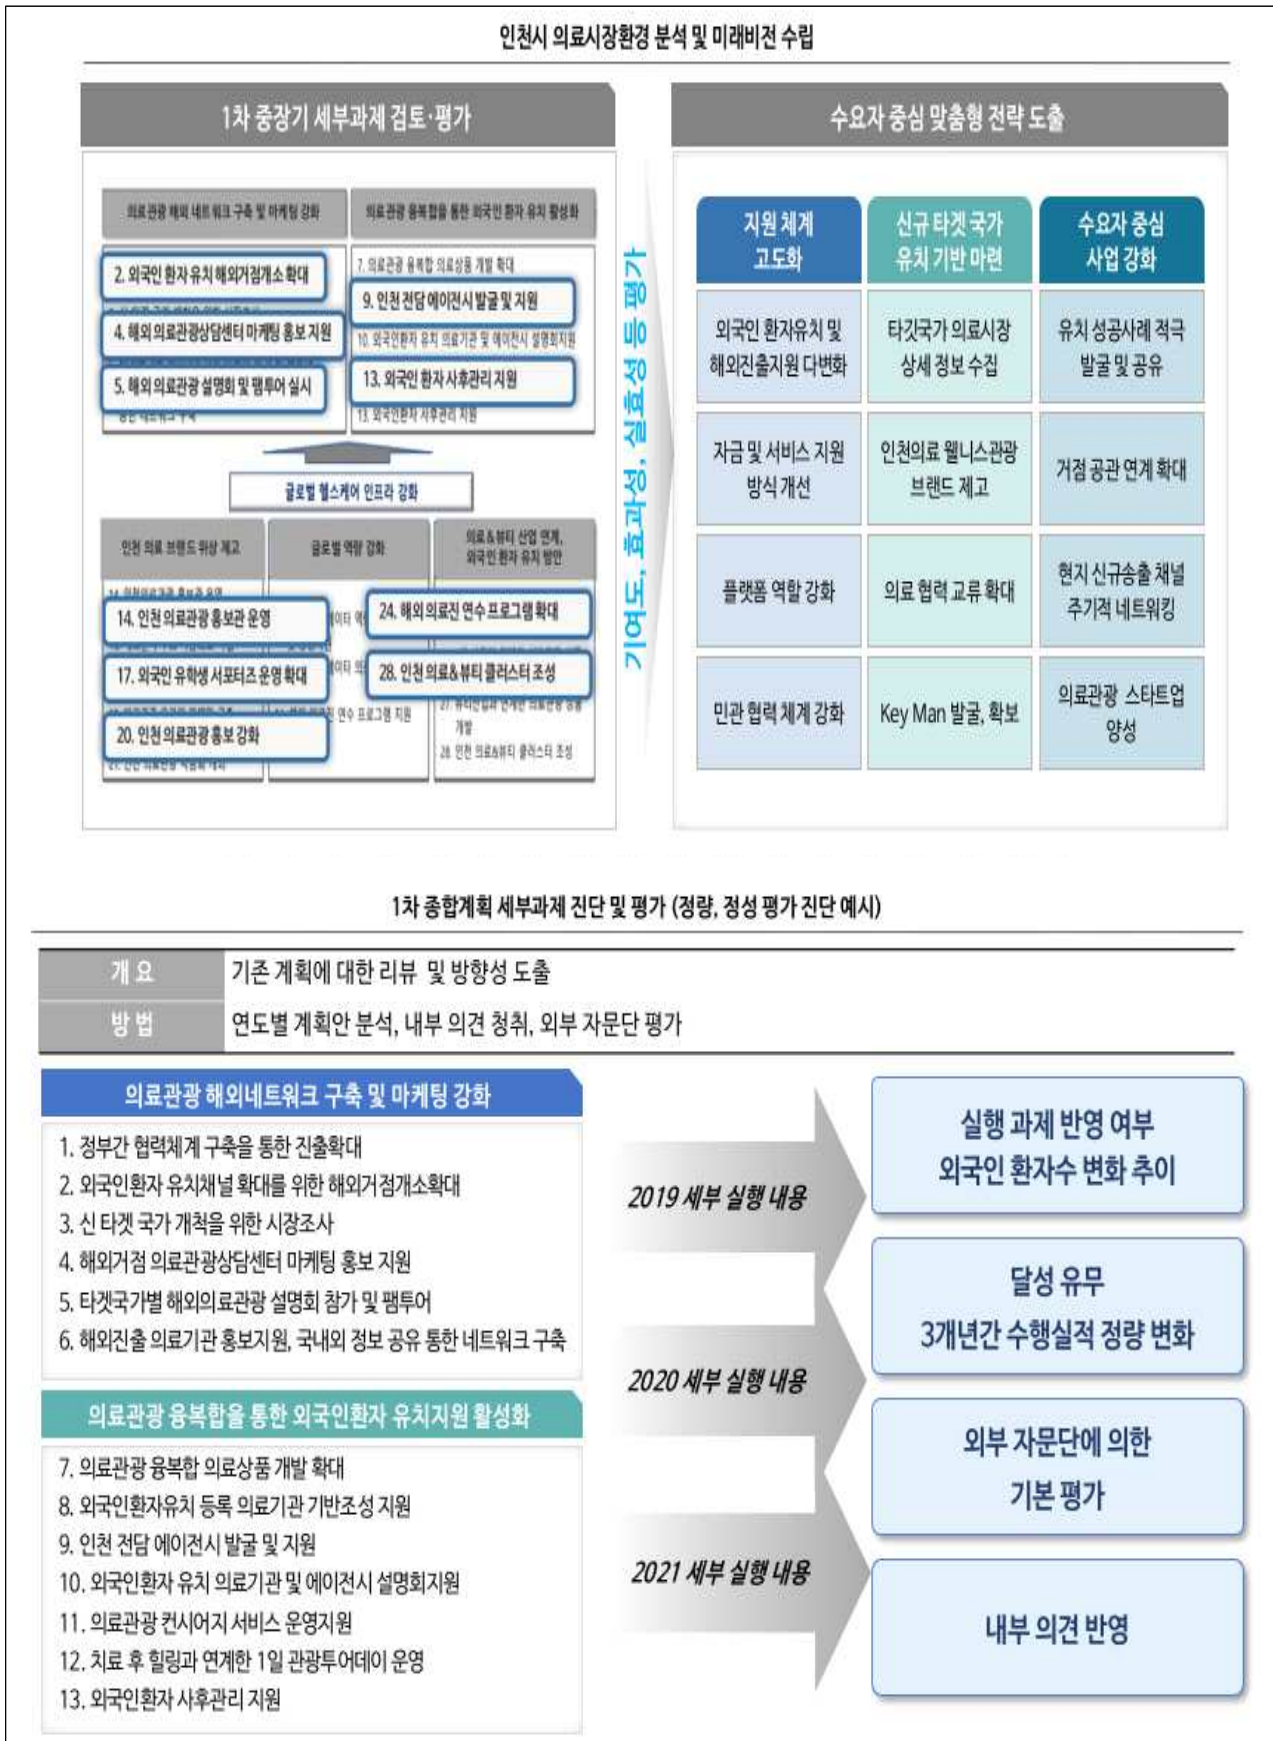 인천시 의료시장환경 분석 및 미래비전 수립
1차 중장기 세부과제 검토·평가
의료관광 해외 네트워크 구축 및 마케팅 강화
의료관광 융복합을 통한 외국인 환자 유치 활성화
2. 외국인 환자 유치 해외거점개소 확대
4. 해외 의료관광상담센터 마케팅 홍보 지원
5. 해외 의료관광 설명회 및 팸투어 실시
7. 의료관광 융복합 의료상품 개발 확대
9. 인천 전담 에이전시 발굴 및 지원
10. 외국인환자 유치 의료기관 및 에이전시 설명회지원
13. 외국인 환자 사후관리 지원
13. 외국인환자 사후관리 지원
글로벌 헬스케어 인프라 강화
인천 의료 브랜드 위상 제고
글로벌 역량 강화
의료&뷰티 산업 연계,
외국인 환자 유치 방안
14. 인천 의료관광 홍보관 운영
17. 외국인 유학생 서포터즈 운영 확대
20. 인천 의료관광 홍보 강화
24. 해외 의료진 연수 프로그램 확대
28. 인천 의료&뷰티 클러스터 조성
연수 프로그램 지원
개발
28. 인천 의료&뷰티 클러스터 조성
기여도, 효과성, 실효성 등 평가
수요자 중심 맞춤형 전략 도출
지원 체계
고도화
신규 타겟 국가
유치 기반 마련
수요자 중심
사업 강화
외국인 환자유치 및
해외진출지원 다변화
타깃국가 의료시장
상세 정보 수집
유치 성공사례 적극
발굴 및 공유
자금 및 서비스 지원
방식 개선
인천의료 웰니스관광
브랜드 제고
거점 공관 연계 확대
플랫폼 역할 강화
의료 협력 교류 확대
현지 신규송출 채널
주기적 네트워킹
민관 협력 체계 강화
Key Man 발굴, 확보
의료관광 스타트업
양성
1차 종합계획 세부과제 진단 및 평가 (정량, 정성 평가 진단 예시)
개 요 기존 계획에 대한 리뷰 및 방향성 도출
방 법 연도별 계획안 분석, 내부 의견 청취, 외부 자문단 평가
의료관광 해외네트워크 구축 및 마케팅 강화
1. 정부간 협력체계 구축을 통한 진출확대
2. 외국인환자 유치채널 확대를 위한 해외거점개소확대
3. 신 타겟 국가 개척을 위한 시장조사
4. 해외거점 의료관광상담센터 마케팅 홍보 지원
5. 타겟국가별 해외의료관광 설명회 참가 및 팸투어
6. 해외진출 의료기관 홍보지원, 국내외 정보 공유 통한 네트워크 구축
의료관광 융복합을 통한 외국인환자 유치지원 활성화
7. 의료관광 융복합 의료상품 개발 확대
8. 외국인환자유치 등록 의료기관 기반조성 지원
9. 인천 전담 에이전시 발굴 및 지원
10. 외국인환자 유치 의료기관 및 에이전시 설명회지원
11. 의료관광 컨시어지 서비스 운영지원
12. 치료 후 힐링과 연계한 1일 관광투어데이 운영
13. 외국인환자 사후관리 지원
2019 세부 실행 내용
2020 세부 실행 내용
2021 세부 실행 내용
실행 과제 반영 여부
외국인 환자수 변화 추이
달성 유무
3개년간 수행실적 정량 변화
외부 자문단에 의한
기본 평가
내부 의견 반영